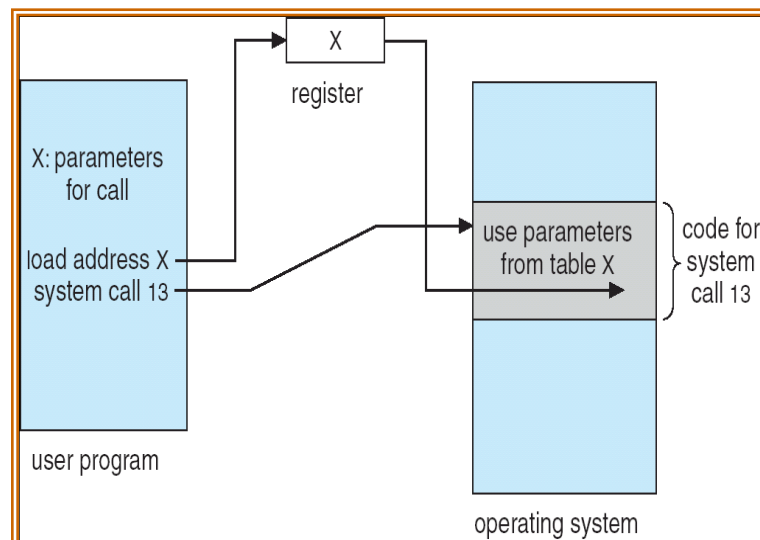 X
register
X: parameters
for call
load address X
system call 13
user program
use parameters
from table X
code for
system
call 13
operating system